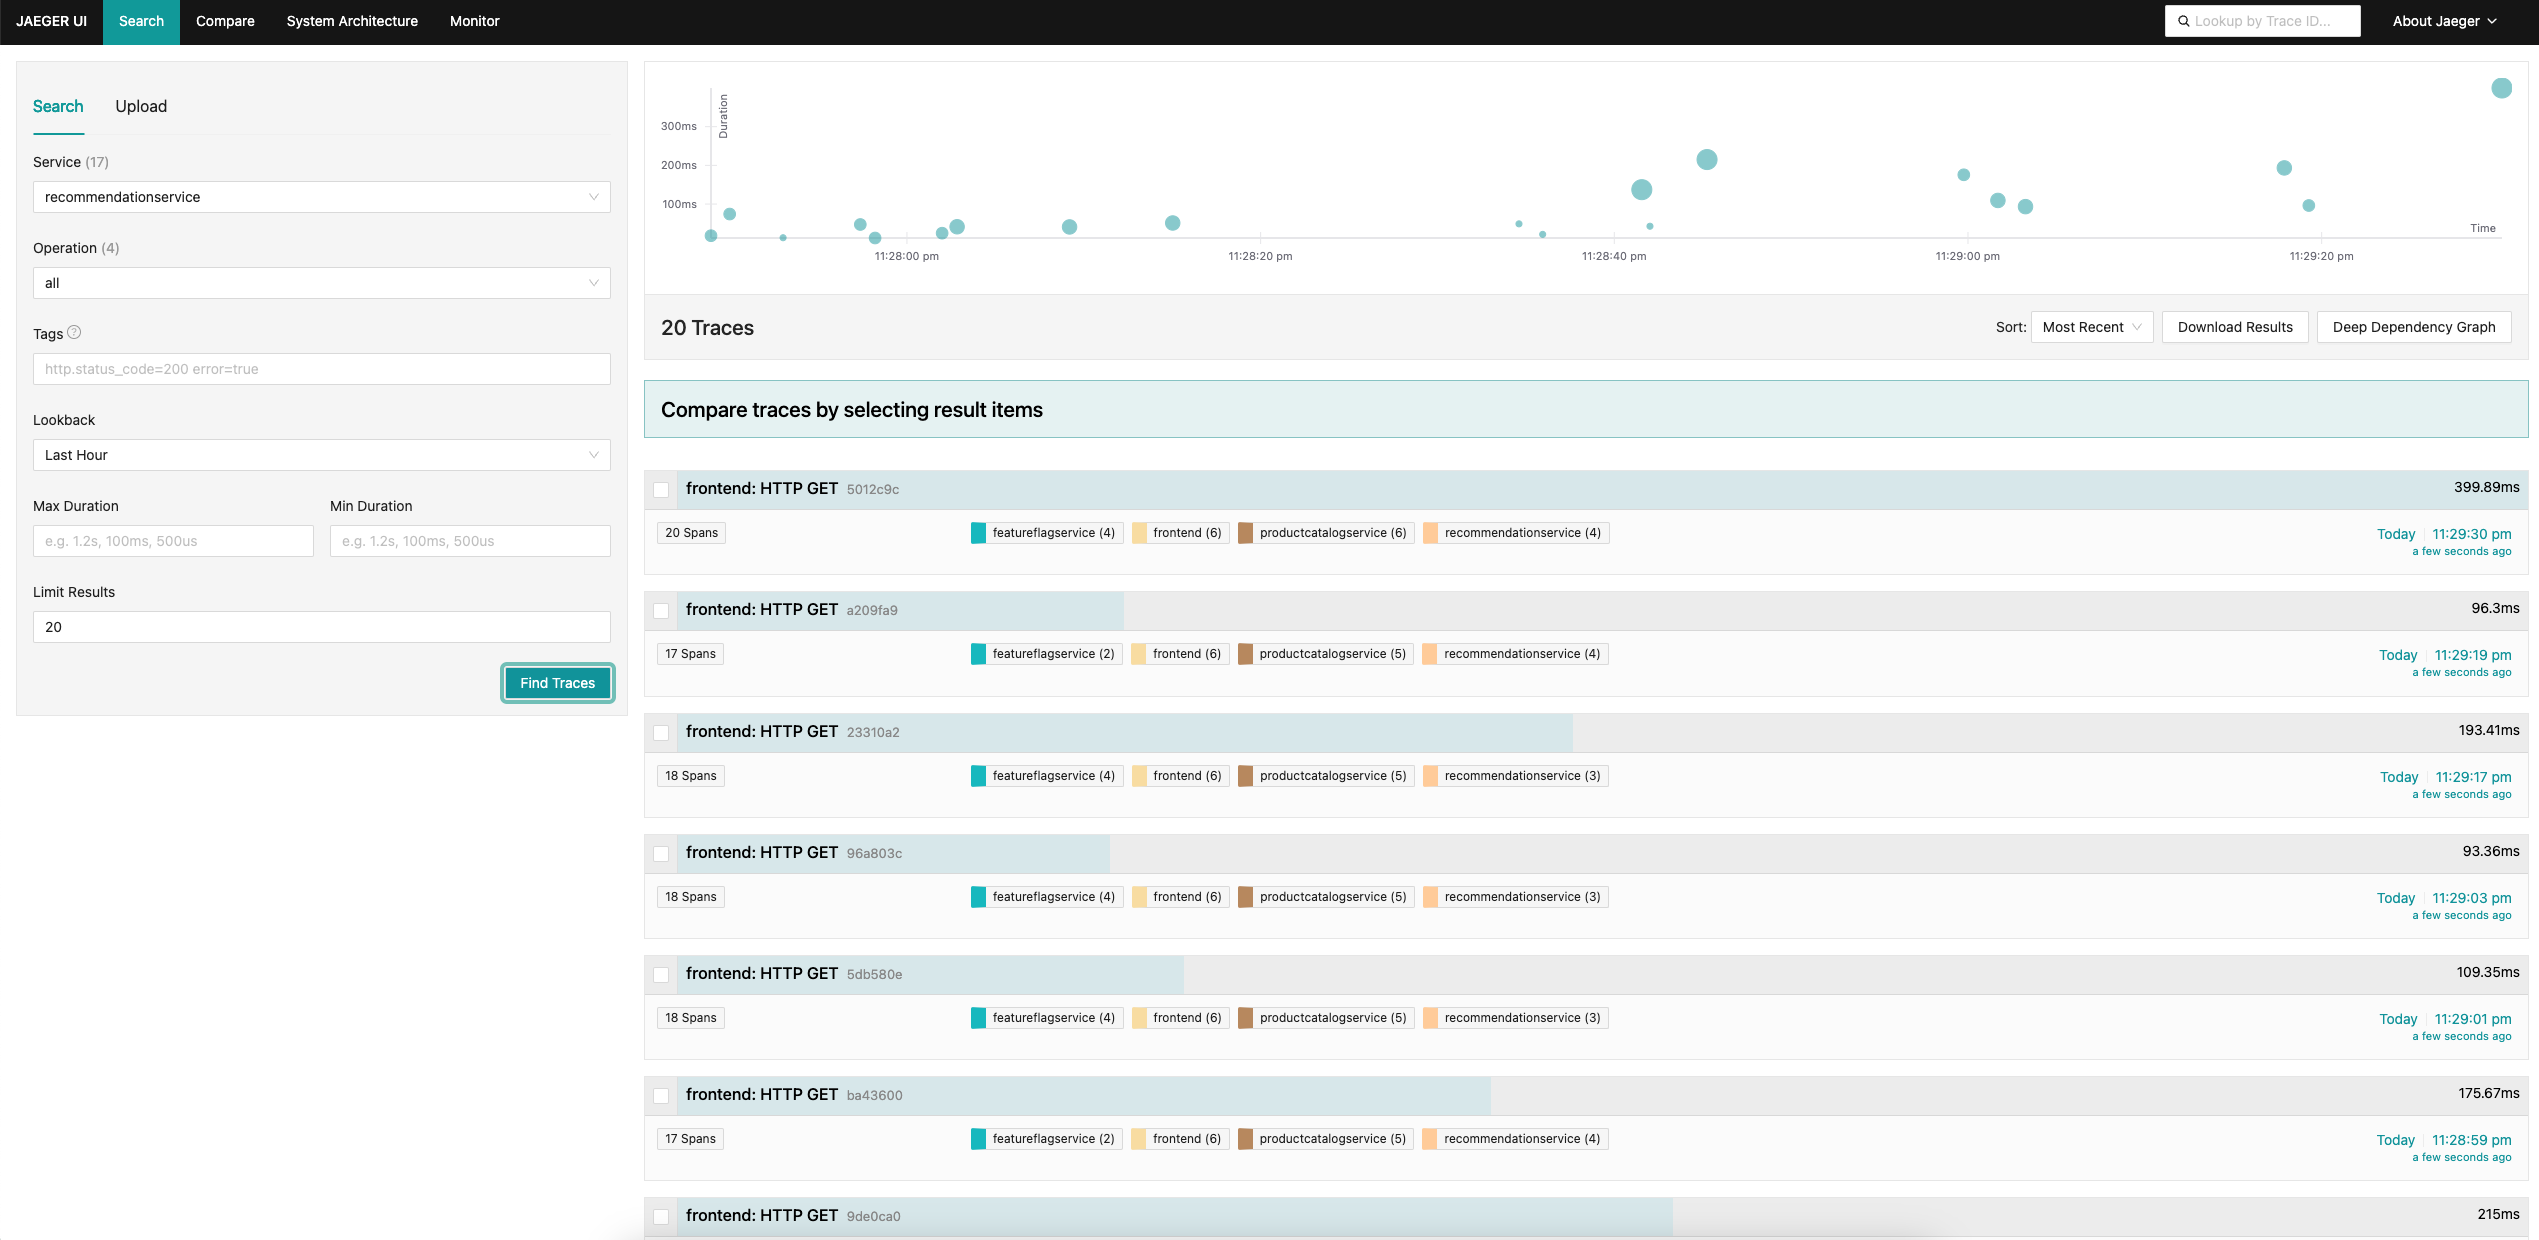 JAEGER UI Search Compare System Architecture Monitor Lookup by Trace ID... About Jaeger
Search Upload
Service (17)
recommendationservice
Operation (4)
all
Tags
http.status_code=200 error=true
Lookback
Last Hour
Max Duration Min Duration
e.g. 1.2s, 100ms, 500us e.g. 1.2s, 100ms, 500us
Limit Results
20
Find Traces
Duration
300ms
200ms
100ms
Time
11:28:00 pm 11:28:20 pm 11:28:40 pm 11:29:00 pm 11:29:20 pm
20 Traces Sort: Most Recent Download Results Deep Dependency Graph
Compare traces by selecting result items
frontend: HTTP GET 5012c9c 399.89ms
20 Spans featureflagservice (4) frontend (6) productcatalogservice (6) recommendationservice (4) Today 11:29:30 pm
a few seconds ago
frontend: HTTP GET a209fa9 96.3ms
17 Spans featureflagservice (2) frontend (6) productcatalogservice (5) recommendationservice (4) Today 11:29:19 pm
a few seconds ago
frontend: HTTP GET 23310a2 193.41ms
18 Spans featureflagservice (4) frontend (6) productcatalogservice (5) recommendationservice (3) Today 11:29:17 pm
a few seconds ago
frontend: HTTP GET 96a803c 93.36ms
18 Spans featureflagservice (4) frontend (6) productcatalogservice (5) recommendationservice (3) Today 11:29:03 pm
a few seconds ago
frontend: HTTP GET 5db580e 109.35ms
18 Spans featureflagservice (4) frontend (6) productcatalogservice (5) recommendationservice (3) Today 11:29:01 pm
a few seconds ago
frontend: HTTP GET ba43600 175.67ms
17 Spans featureflagservice (2) frontend (6) productcatalogservice (5) recommendationservice (4) Today 11:28:59 pm
a few seconds ago
frontend: HTTP GET 9de0ca0 215ms